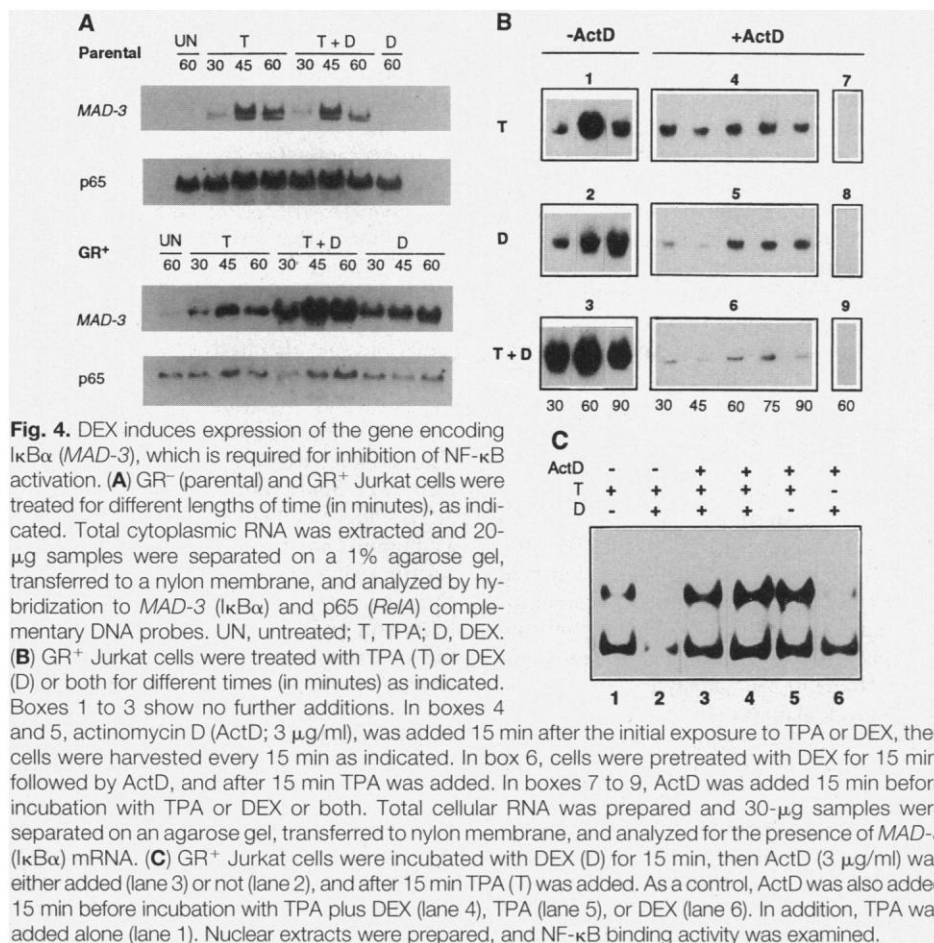 A
Parental
UN T T + D D
60 30 45 60 30 45 60 60
MAD-3
p65
GR+
UN T T + D D
60 30 45 60 30 45 60 30 45 60
MAD-3
p65
B
-ActD +ActD
1 4 7
T
2 5 8
D
3 6 9
T + D
30 60 90 30 45 60 75 90 60
C
ActD - - + + + +
T + + + + + -
D - + + + - +
1 2 3 4 5 6
Fig. 4. DEX induces expression of the gene encoding
IκBα (MAD-3), which is required for inhibition of NF-κB
activation. (A) GR− (parental) and GR+ Jurkat cells were
treated for different lengths of time (in minutes), as indi-
cated. Total cytoplasmic RNA was extracted and 20-
μg samples were separated on a 1% agarose gel,
transferred to a nylon membrane, and analyzed by hy-
bridization to MAD-3 (IκBα) and p65 (RelA) comple-
mentary DNA probes. UN, untreated; T, TPA; D, DEX.
(B) GR+ Jurkat cells were treated with TPA (T) or DEX
(D) or both for different times (in minutes) as indicated.
Boxes 1 to 3 show no further additions. In boxes 4
and 5, actinomycin D (ActD; 3 μg/ml), was added 15 min after the initial exposure to TPA or DEX, the
cells were harvested every 15 min as indicated. In box 6, cells were pretreated with DEX for 15 min
followed by ActD, and after 15 min TPA was added. In boxes 7 to 9, ActD was added 15 min befor
incubation with TPA or DEX or both. Total cellular RNA was prepared and 30-μg samples wer
separated on an agarose gel, transferred to nylon membrane, and analyzed for the presence of MAD-
(IκBα) mRNA. (C) GR+ Jurkat cells were incubated with DEX (D) for 15 min, then ActD (3 μg/ml) wa
either added (lane 3) or not (lane 2), and after 15 min TPA (T) was added. As a control, ActD was also adde
15 min before incubation with TPA plus DEX (lane 4), TPA (lane 5), or DEX (lane 6). In addition, TPA wa
added alone (lane 1). Nuclear extracts were prepared, and NF-κB binding activity was examined.